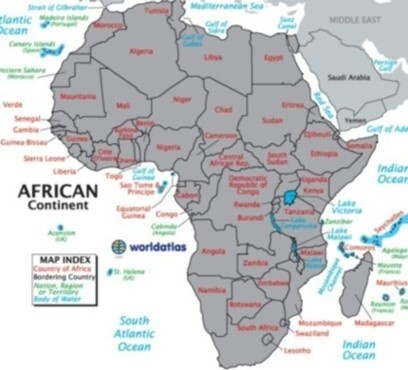 Strait of Gibraltar
Mediterranean Sea
Atlantic
Ocean
Madeira Islands
(Portugal)
Tunisia
Morocco
Gulf of
Sidra
Suez
Canal
MIDDLE EAST
Canary Islands
(Spain)
Gulf of
Gabes
Algeria
Libya
Egypt
Persian
Gulf
Western Sahara
(Morocco)
Saudi Arabia
Red Sea
Mauritania
Mali
Niger
Chad
Sudan
Eritrea
Yemen
Verde
Senegal
Gambia
Guinea-Bissau
Guinea
Burkina
Faso
Benin
Nigeria
Cameroon
Djibouti
Gulf of Ade
Somalia
Ethiopia
Sierra Leone
Cote
D'Ivoire
Ghana
Central
African Rep.
South
Sudan
Liberia
Togo
Gulf of
Guinea
Indian
Ocean
AFRICAN
Continent
Sao Tome &
Principe
Gabon
Democratic
Republic of
Congo
Uganda
Kenya
Rwanda
Burundi
Tanzania
Lake
Victoria
Equatorial
Guinea
Congo
Cabinda
(Angola)
Lake
Tanganyika
Zanzibar
Seychelles
Ascension
(UK)
worldatlas
Lake
Malawi
Comoros
Agalega
Mayotte
(France)
MAP INDEX
Country of Africa
Bordering Country
Nation, Region
or Territory
Body of Water
St. Helena
(UK)
Angola
Zambia
Malawi
Mozambique
Channel
Mauritius
Reunion
(France)
Namibia
Zimbabwe
Botswana
South
Atlantic
Ocean
South Africa
Mozambique
Swaziland
Lesotho
Madagascar
Indian
Ocean